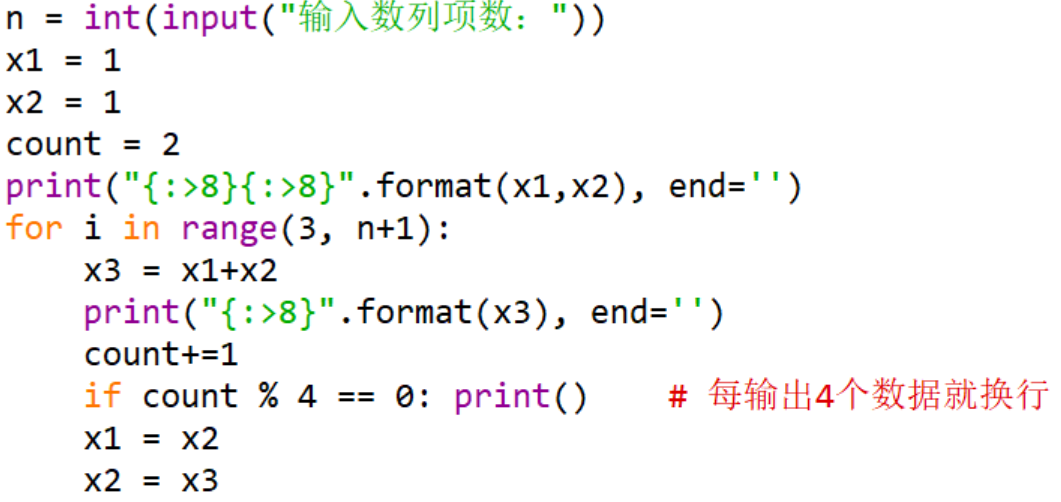 n = int(input("输入数列项数: "))
x1 = 1
x2 = 1
count = 2
print("{:>8}{:>8}".format(x1,x2), end='')
for i in range(3, n+1):
    x3 = x1+x2
    print("{:>8}".format(x3), end='')
    count+=1
    if count % 4 == 0: print()    # 每输出4个数据就换行
    x1 = x2
    x2 = x3